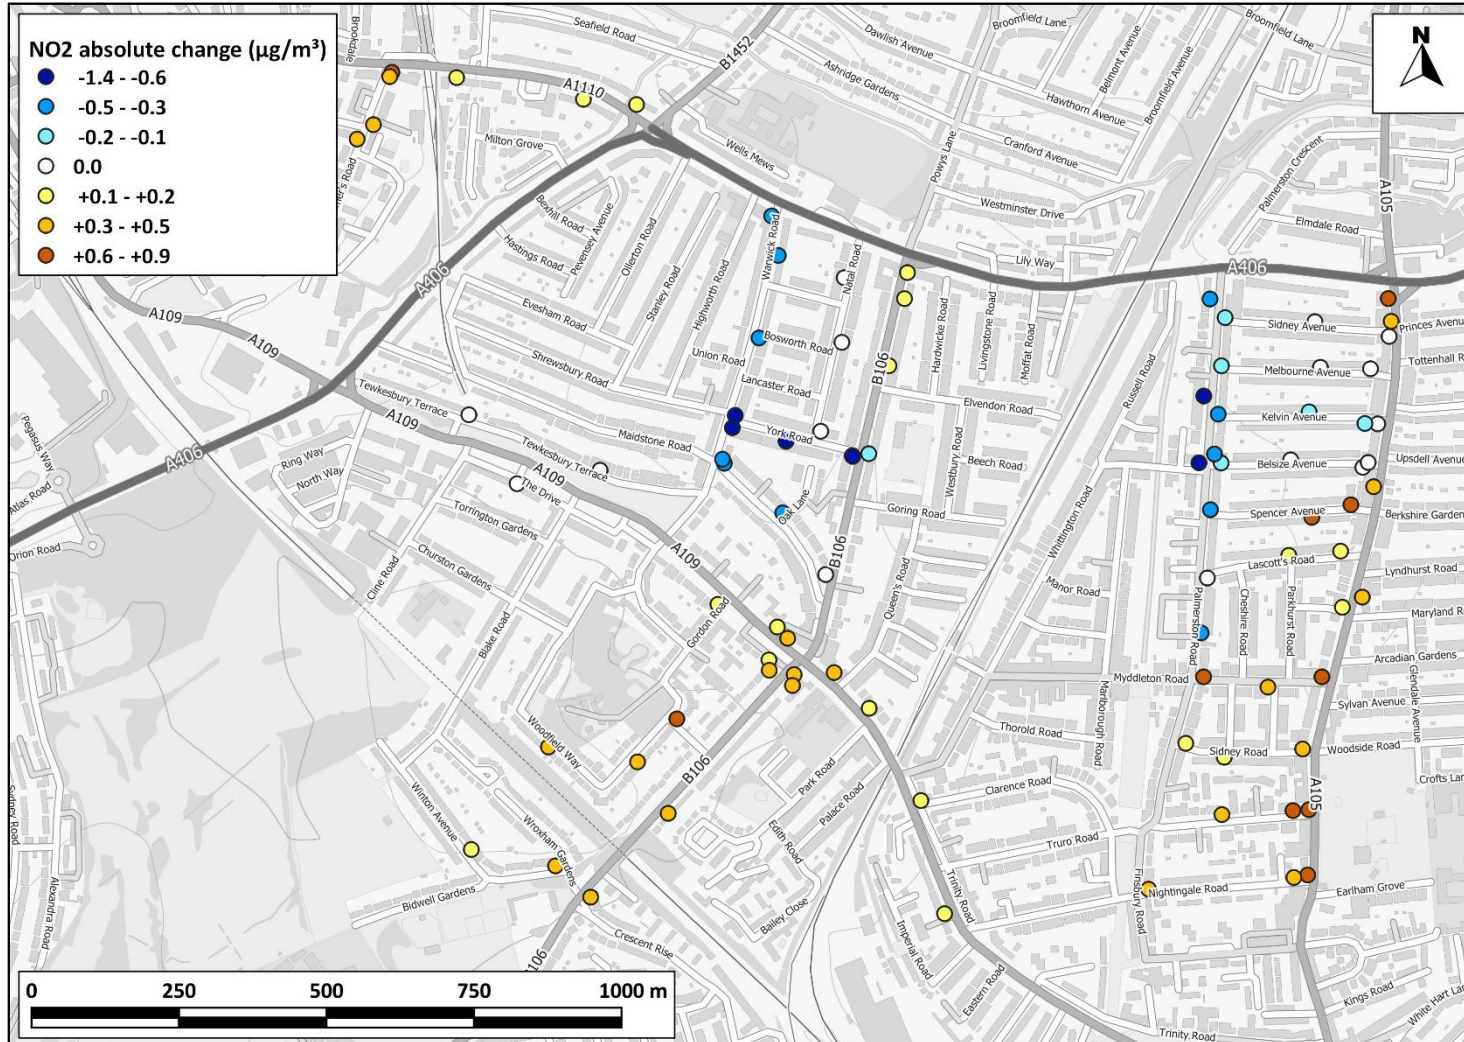 NO2 absolute change (µg/m³)
-1.4 - -0.6
-0.5 - -0.3
-0.2 - -0.1
0.0
+0.1 - +0.2
+0.3 - +0.5
+0.6 - +0.9
N
Brookdale
Seafield Road
B1452
Dawlish Avenue
Broomfield Lane
Broomfield Lane
Belmont Avenue
Ashridge Gardens
Hawthorn Avenue
Broomfield Avenue
A1110
Cranford Avenue
Milton Grove
Wells Mews
Powys Lane
Palmerston Crescent
Westminster Drive
A105
Elmdale Road
Bexhill Road
Pevensey Avenue
Hastings Road
Ollerton Road
Warwick Road
Natal Road
Lily Way
A406
A406
Stanley Road
Highworth Road
A109
A109
Evesham Road
Hardwicke Road
Livingstone Road
Moffat Road
Sidney Avenue
Princes Avenue
Bosworth Road
Union Road
Shrewsbury Road
B106
Russell Road
Tottenhall R
Melbourne Avenue
Lancaster Road
Tewkesbury Terrace
Elvendon Road
A109
Kelvin Avenue
York Road
Maidstone Road
Pegasus Way
A406
Ring Way
North Way
Tewkesbury Terrace
Westbury Road
Beech Road
Belsize Avenue
Upsdell Avenue
Atlas Road
The Drive
A109
Oak Lane
Goring Road
Spencer Avenue
Berkshire Garden
Torrington Gardens
Whittington Road
Orion Road
A109
B106
Churston Gardens
Cline Road
Lascott's Road
Lyndhurst Road
Manor Road
Queen's Road
Palmerston Road
Cheshire Road
Parkhurst Road
Maryland R
Gordon Road
Blake Road
Arcadian Gardens
Myddleton Road
Marlborough Road
Glendale Avenue
Sylvan Avenue
Thorold Road
Woodfield Way
Sidney Road
Woodside Road
B106
Park Road
Palace Road
Crofts Lan
Sydney Road
Winton Avenue
Clarence Road
A105
Wroxham Gardens
Edith Road
Truro Road
Alexandra Road
Bidwell Gardens
Trinity Road
Finsbury Road
Nightingale Road
Earlham Grove
Bailey Close
Imperial Road
Crescent Rise
B106
Eastern Road
Kings Road
White Hart Lan
Trinity Road
0 250 500 750 1000 m